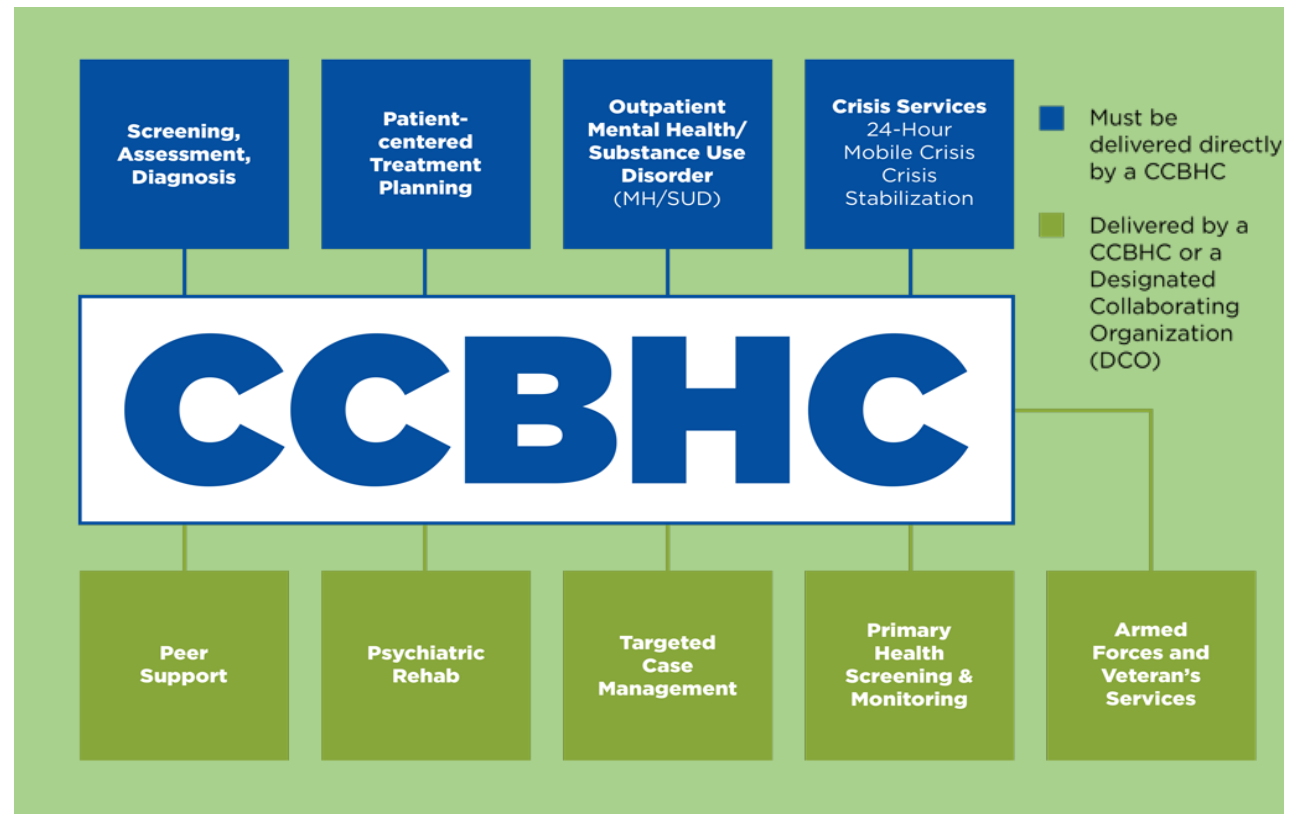 Screening,
Assessment,
Diagnosis
Patient-
centered
Treatment
Planning
Outpatient
Mental Health/
Substance Use
Disorder
(MH/SUD)
Crisis Services
24-Hour
Mobile Crisis
Crisis
Stabilization
Must be
delivered directly
by a CCBHC
Delivered by a
CCBHC or a
Designated
Collaborating
Organization
(DCO)
CCBHC
Peer
Support
Psychiatric
Rehab
Targeted
Case
Management
Primary
Health
Screening &
Monitoring
Armed
Forces and
Veteran’s
Services